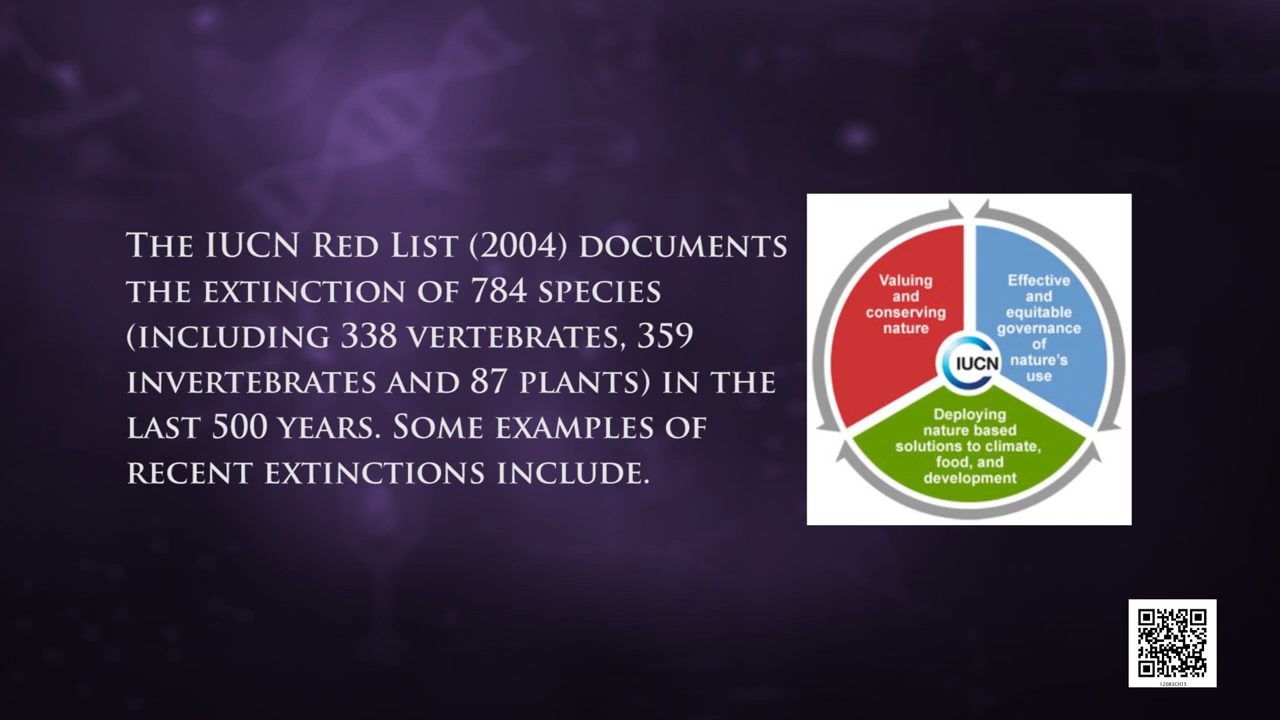 The IUCN Red List (2004) documents
the extinction of 784 species
(including 338 vertebrates, 359
invertebrates and 87 plants) in the
last 500 years. Some examples of
recent extinctions include.
Valuing
and
conserving
nature
Effective
and
equitable
governance
of
nature's
use
IUCN
Deploying
nature based
solutions to climate,
food, and
development
12083CH15